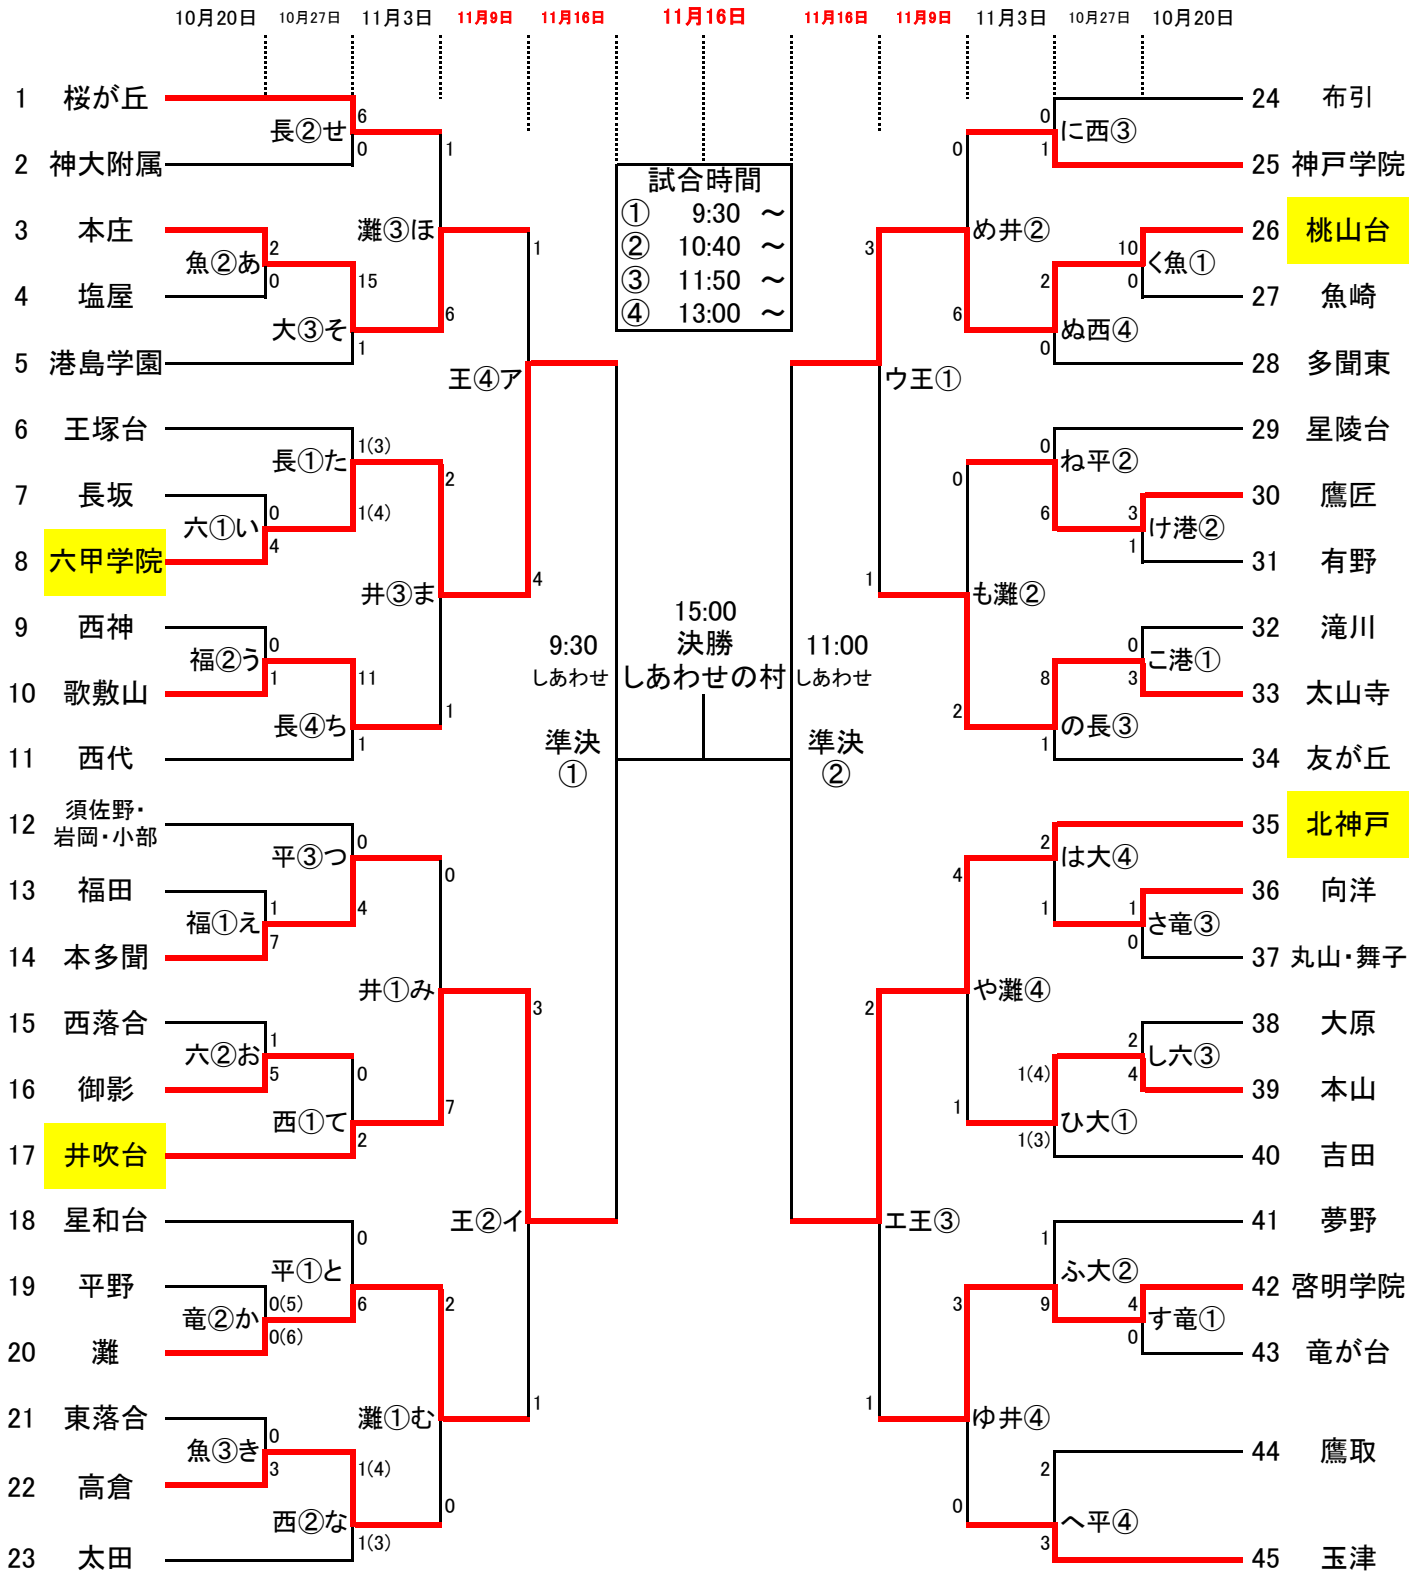 10月20日 10月27日 11月3日 11月9日 11月16日 11月16日 11月16日 11月9日 11月3日 10月27日 10月20日
1 桜が丘
6
長②せ
0
2 神大附属
1
3 本庄
2
魚②あ
0
4 塩屋
灘③ほ
15
大③そ
1
5 港島学園
6
1
王④ア
6 王塚台
1(3)
長①た
7 長坂
0
六①い
4
1(4)
8 六甲学院
2
井③ま
4
9 西神
0
福②う
1
10 歌敷山
11
長④ち
1
11 西代
1
12 須佐野・
岩岡・小部
0
平③つ
13 福田
1
福①え
7
4
14 本多聞
0
井①み
3
15 西落合
1
六②お
5
16 御影
0
西①て
2
17 井吹台
7
王②イ
18 星和台
0
平①と
6
19 平野
0(5)
竜②か
0(6)
20 灘
2
灘①む
1
21 東落合
0
魚③き
3
22 高倉
1(4)
西②な
1(3)
23 太田
0
試合時間
① 9:30 ～
② 10:40 ～
③ 11:50 ～
④ 13:00 ～
9:30
しあわせ
準決
①
15:00
決勝
しあわせの村
11:00
しあわせ
準決
②
24 布引
0
に西③
1
25 神戸学院
0
め井②
3
26 桃山台
10
く魚①
0
27 魚崎
2
ぬ西④
0
28 多聞東
6
ウ王①
29 星陵台
0
ね平②
6
30 鷹匠
3
け港②
1
31 有野
0
も灘②
1
32 滝川
0
こ港①
3
33 太山寺
8
の長③
1
34 友が丘
2
35 北神戸
2
は大④
1
36 向洋
1
さ竜③
0
37 丸山・舞子
4
や灘④
2
38 大原
2
し六③
4
39 本山
1(4)
ひ大①
1(3)
40 吉田
1
エ王③
41 夢野
1
ふ大②
9
42 啓明学院
4
す竜①
0
43 竜が台
3
ゆ井④
1
44 鷹取
2
へ平④
3
45 玉津
0